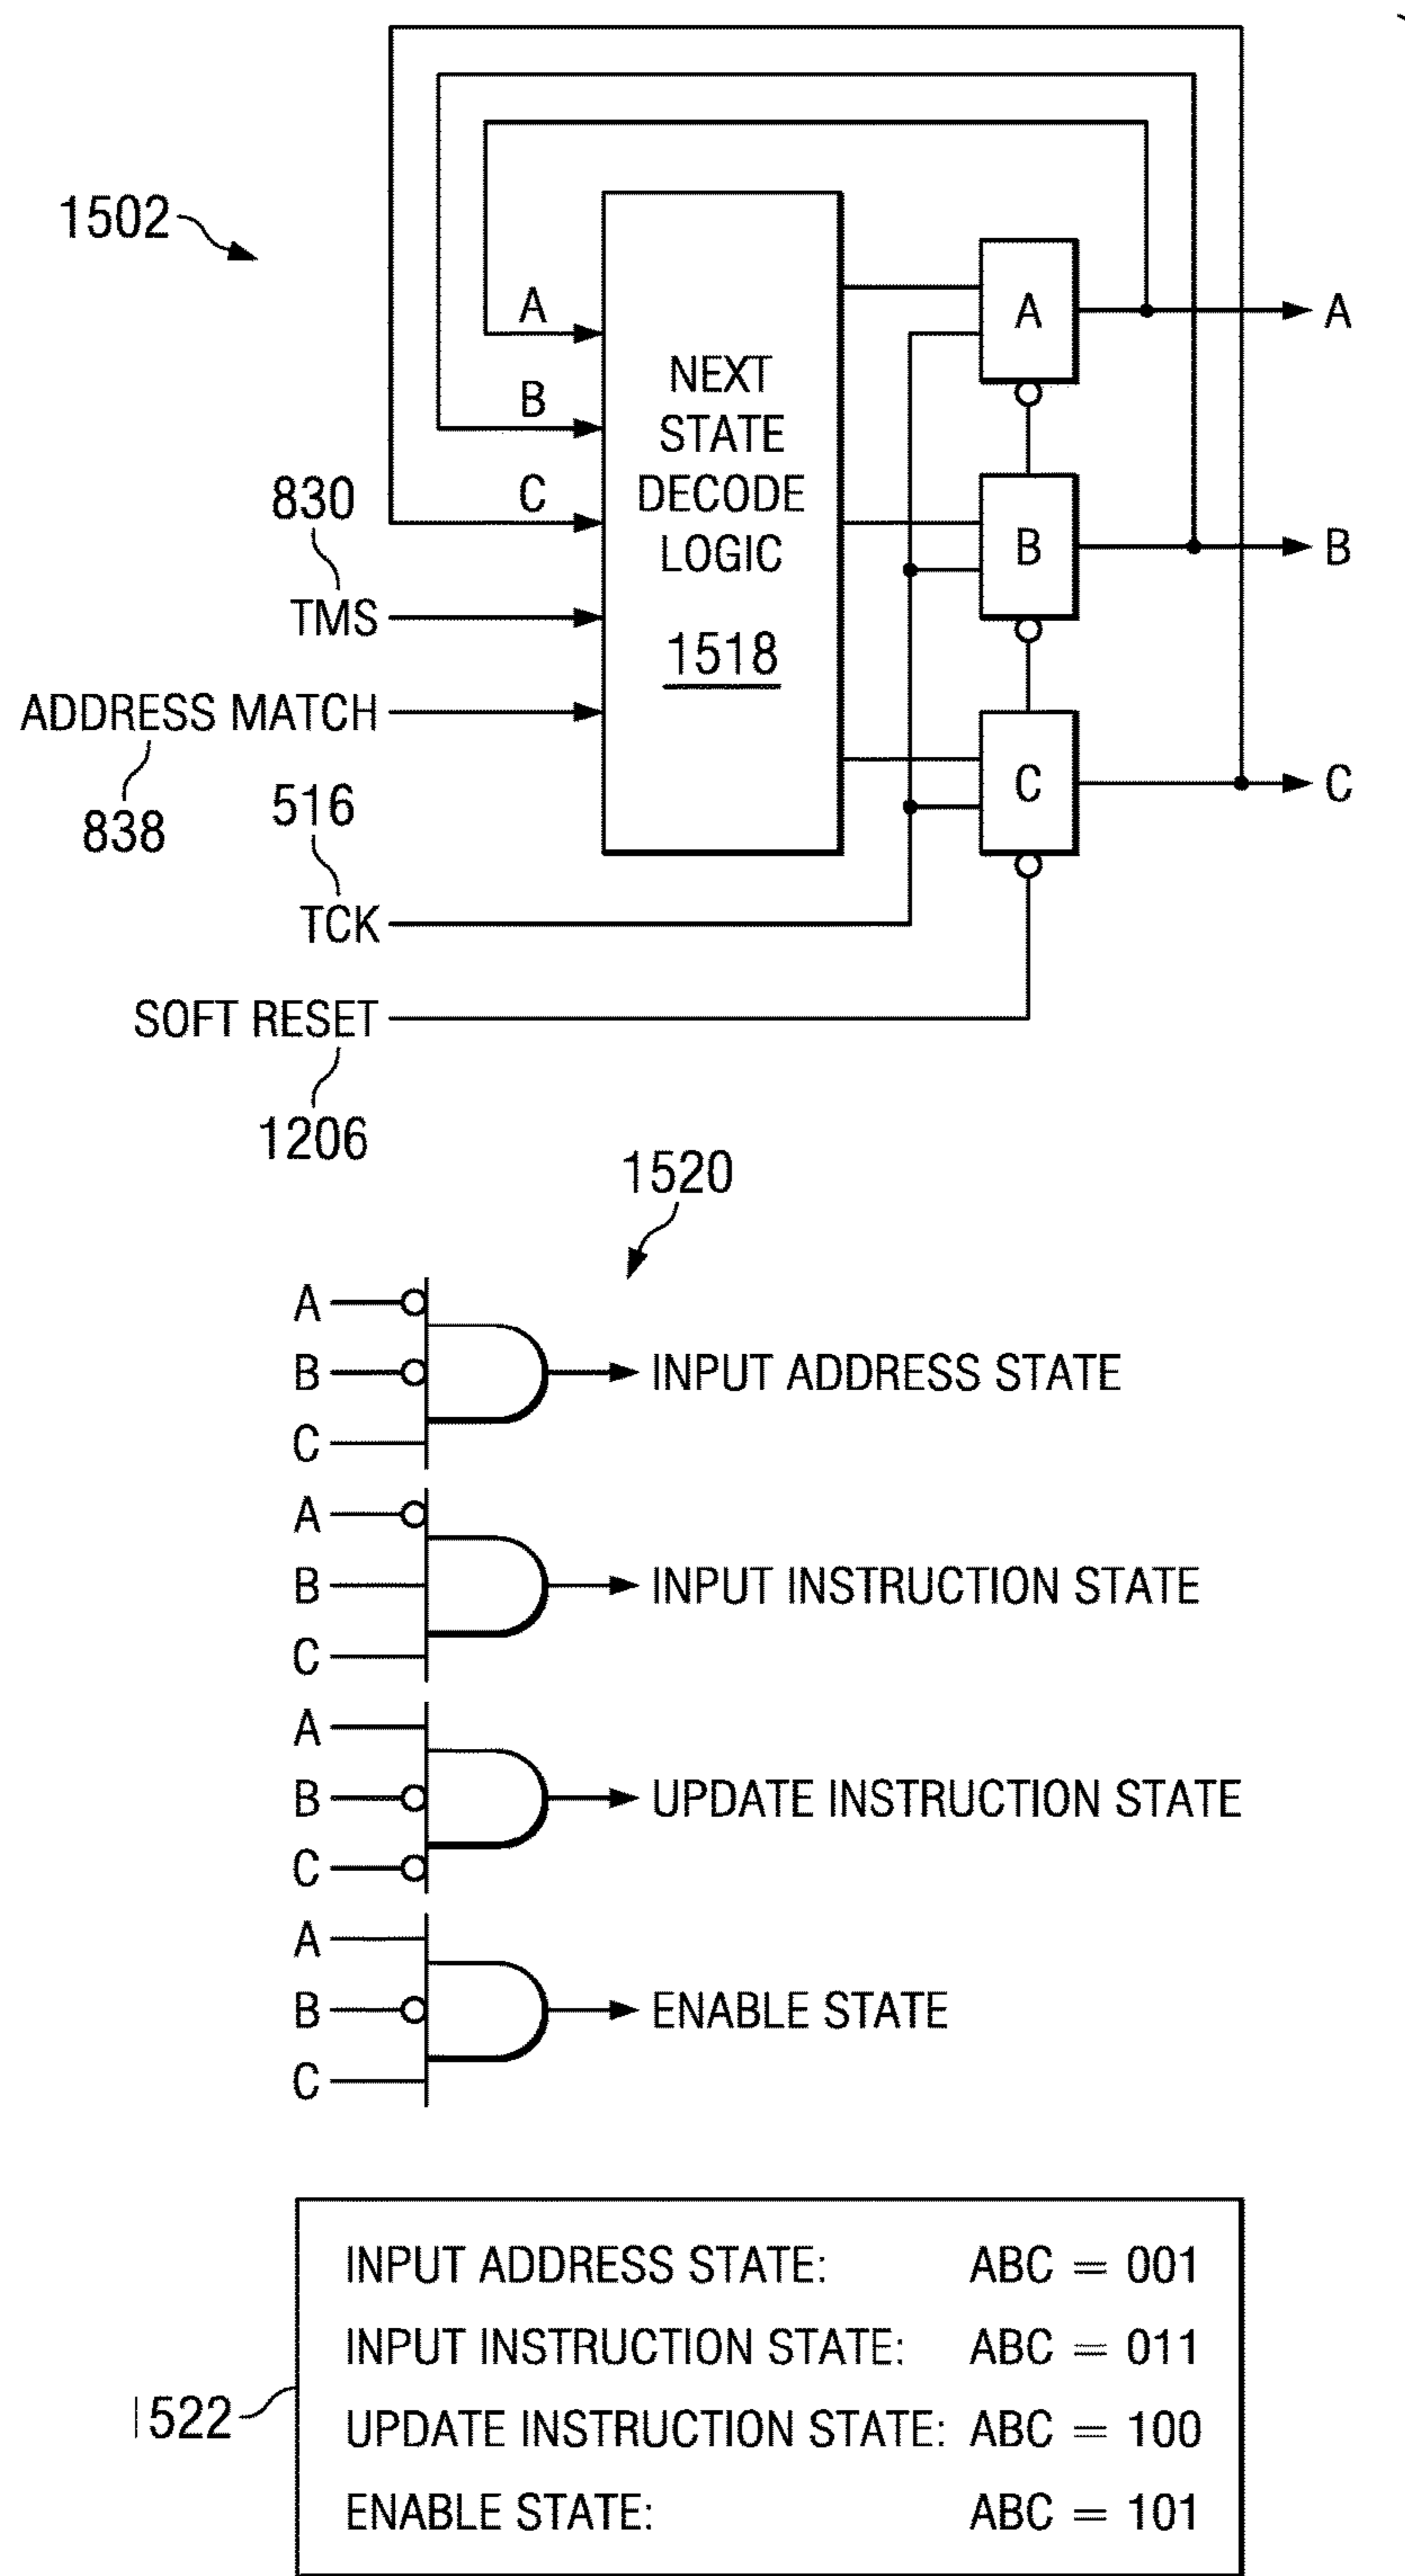 1502
A
A
B
NEXT
STATE
DECODE
LOGIC
1518
C
830
TMS
B
B
ADDRESS MATCH
838
516
TCK
C
C
SOFT RESET
1206
1520
A
B
C
INPUT ADDRESS STATE
A
B
C
INPUT INSTRUCTION STATE
A
B
C
UPDATE INSTRUCTION STATE
A
B
C
ENABLE STATE
INPUT ADDRESS STATE: ABC = 001
INPUT INSTRUCTION STATE: ABC = 011
1522
UPDATE INSTRUCTION STATE: ABC = 100
ENABLE STATE: ABC = 101